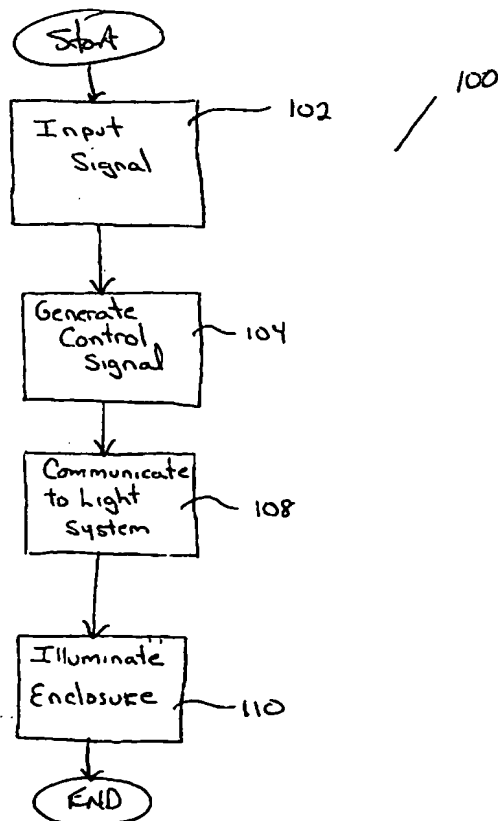 Start
100
Input
Signal
102
Generate
Control
Signal
104
Communicate
to Light
System
108
Illuminate
Enclosure
110
END